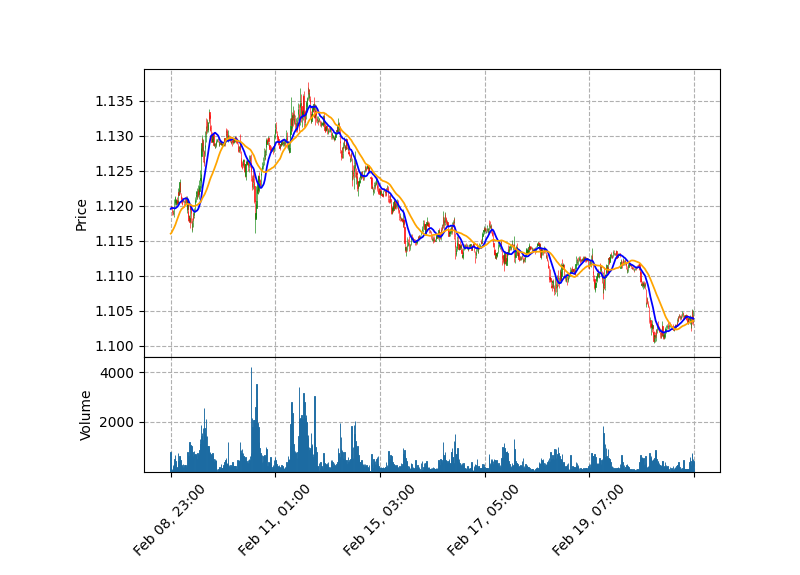 1.135
1.130
1.125
1.120
1.115
1.110
1.105
1.100
Price
4000
2000
Volume
Feb 08, 23:00
Feb 11, 01:00
Feb 15, 03:00
Feb 17, 05:00
Feb 19, 07:00